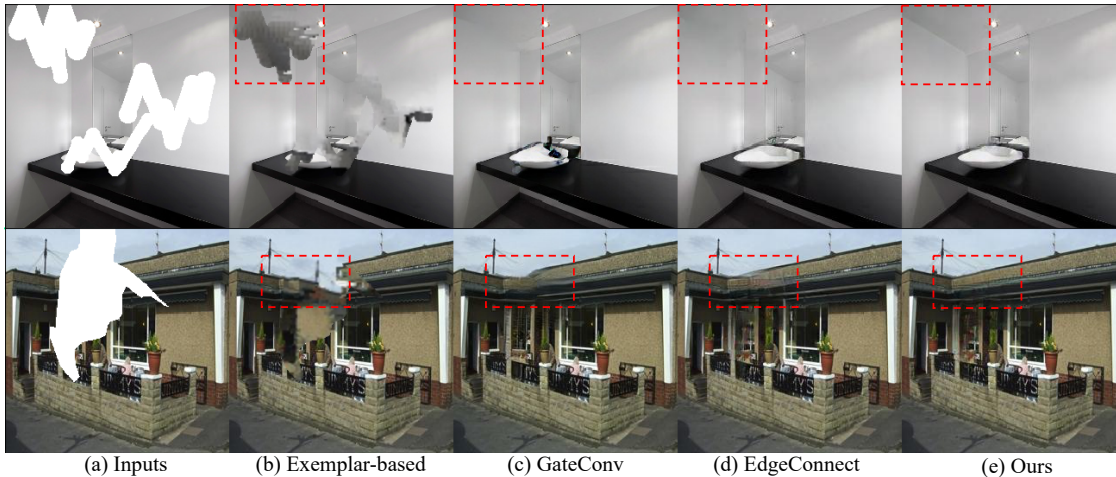 (a) Inputs
(b) Exemplar-based
(c) GateConv
(d) EdgeConnect
(e) Ours